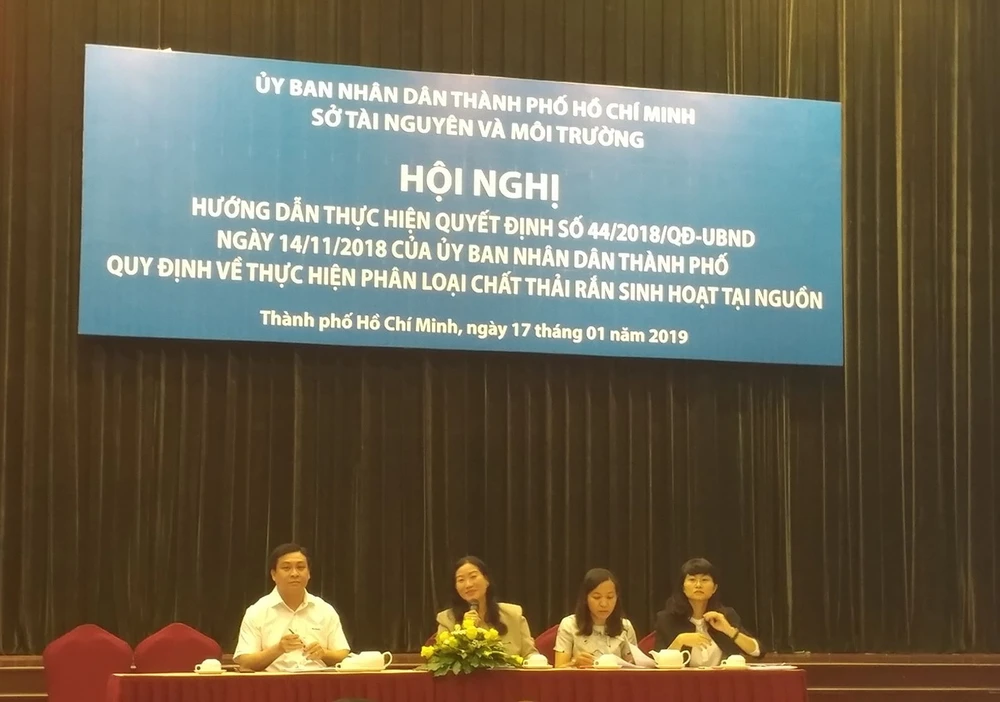 ỦY BAN NHÂN DÂN THÀNH PHỐ HỒ CHÍ MINH
SỞ TÀI NGUYÊN VÀ MÔI TRƯỜNG
HỘI NGHỊ
HƯỚNG DẪN THỰC HIỆN QUYẾT ĐỊNH SỐ 44/2018/QĐ-UBND
NGÀY 14/11/2018 CỦA ỦY BAN NHÂN DÂN THÀNH PHỐ
QUY ĐỊNH VỀ THỰC HIỆN PHÂN LOẠI CHẤT THẢI RẮN SINH HOẠT TẠI NGUỒN
Thành phố Hồ Chí Minh, ngày 17 tháng 01 năm 2019